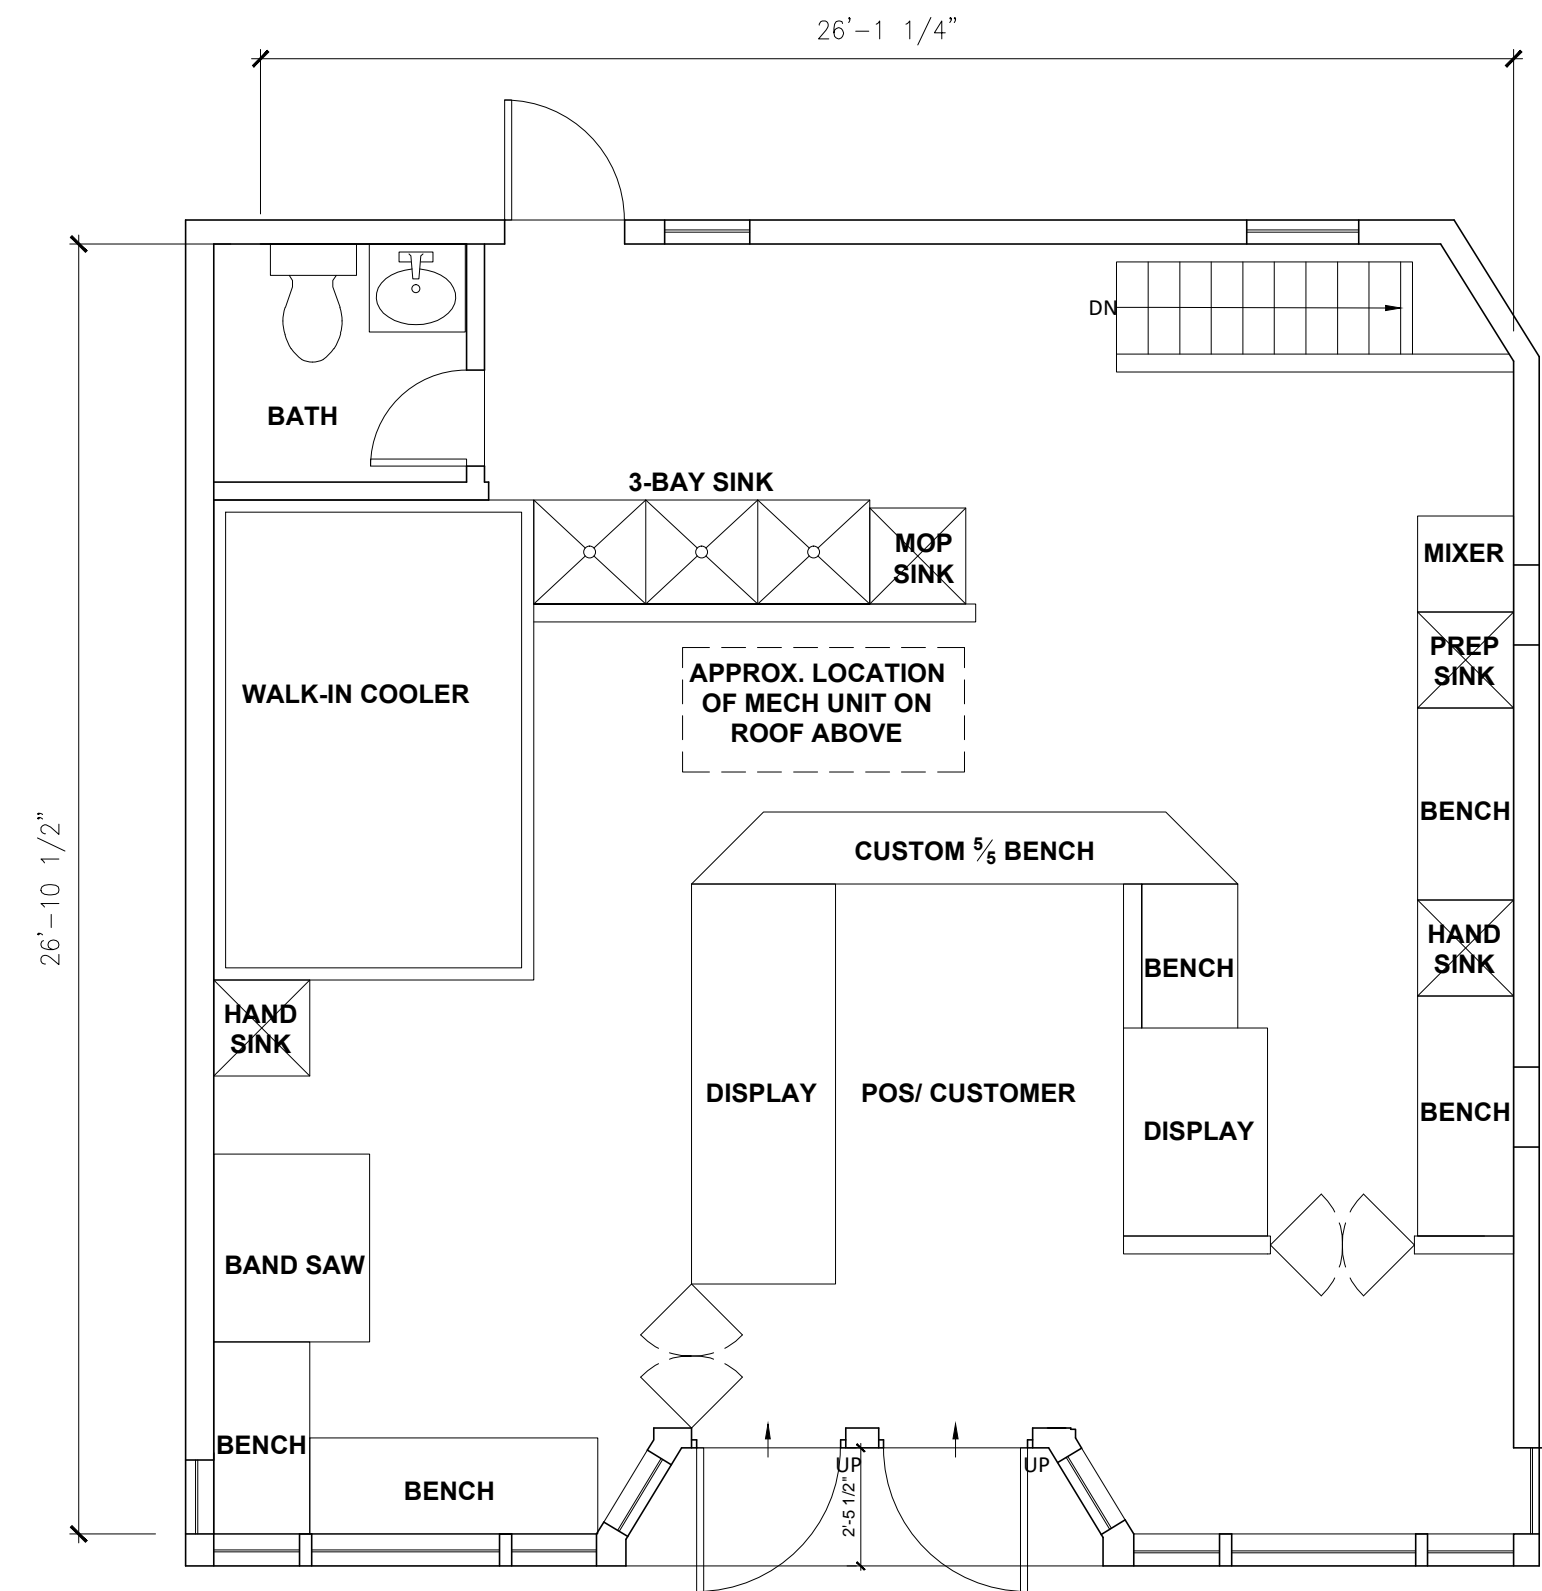 26'-1 1/4"
DN
BATH
3-BAY SINK
MOP
SINK
MIXER
PREP
SINK
WALK-IN COOLER
APPROX. LOCATION
OF MECH UNIT ON
ROOF ABOVE
26'-10 1/2"
BENCH
CUSTOM 5/5 BENCH
HAND
SINK
BENCH
HAND
SINK
DISPLAY
POS/ CUSTOMER
DISPLAY
BENCH
BAND SAW
BENCH
BENCH
UP
UP
2'-5 1/2"